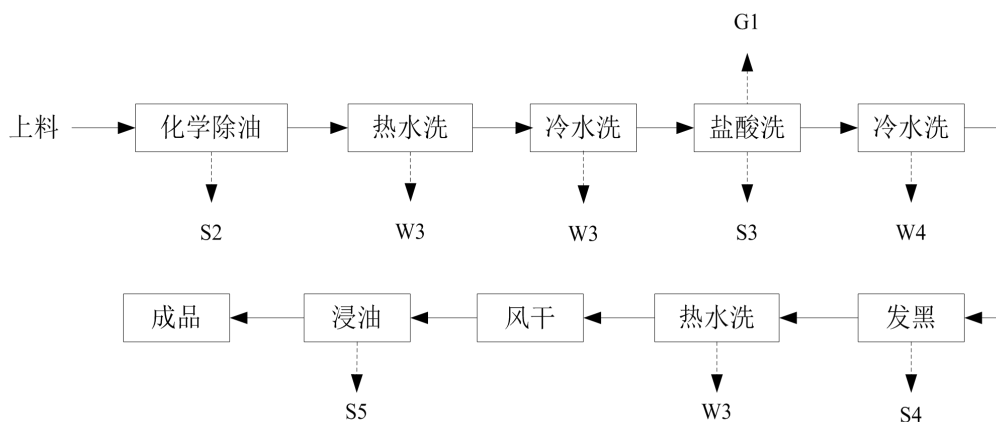 G1
上料 化学除油 热水洗 冷水洗 盐酸洗 冷水洗
S2 W3 W3 S3 W4
成品 浸油 风干 热水洗 发黑
S5 W3 S4